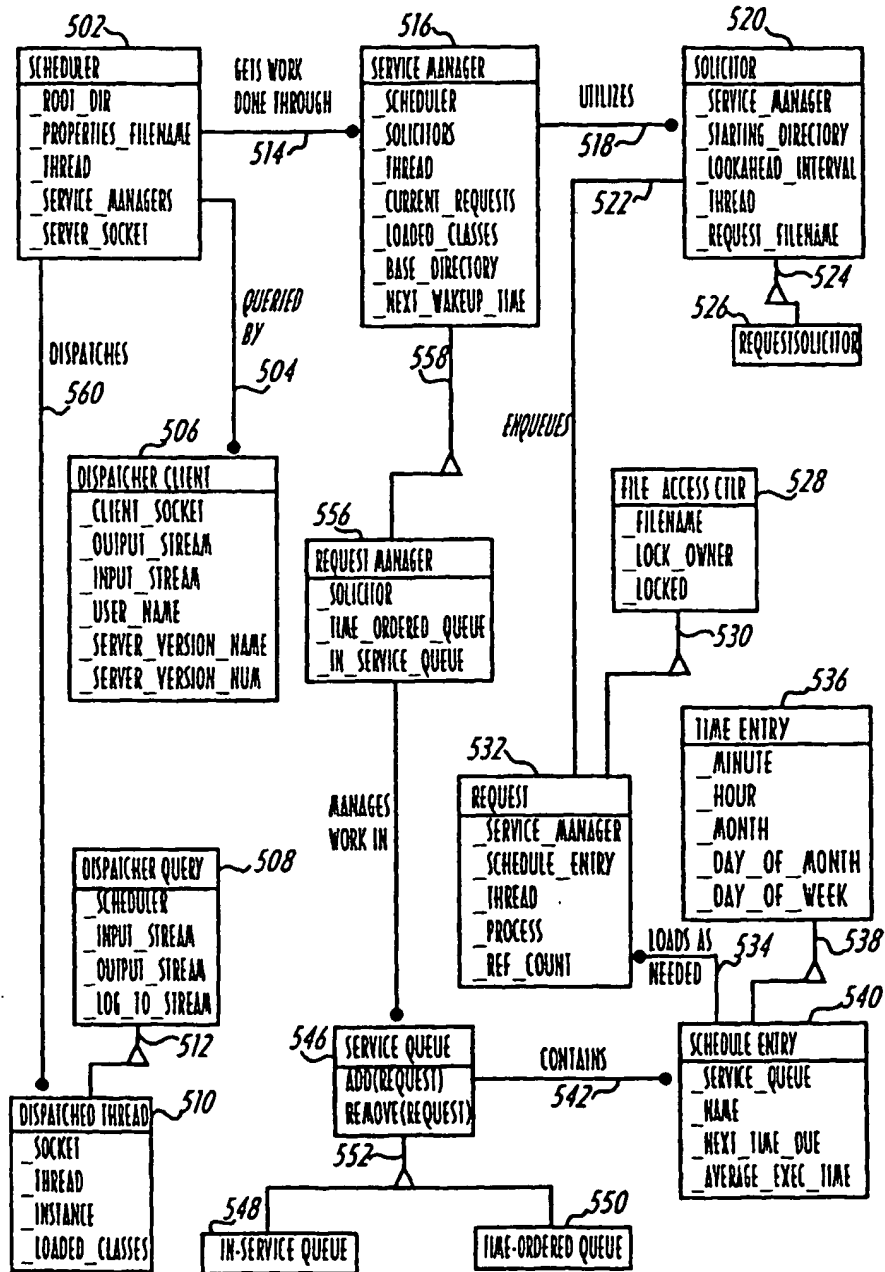 502
SCHEDULER
_ROOT_DIR
_PROPERTIES_FILENAME
_THREAD
_SERVICE_MANAGERS
_SERVER_SOCKET
GETS WORK
DONE THROUGH
514
516
SERVICE MANAGER
_SCHEDULER
_SOLICITORS
_THREAD
_CURRENT_REQUESTS
_LOADED_CLASSES
_BASE_DIRECTORY
_NEXT_WAKEUP_TIME
UTILIZES
518
520
SOLICITOR
_SERVICE_MANAGER
_STARTING_DIRECTORY
_LOOKAHEAD_INTERVAL
_THREAD
_REQUEST_FILENAME
522
524
526
REQUESTSOLICITOR
QUERIED
BY
504
DISPATCHES
560
558
ENQUEUES
506
DISPATCHER CLIENT
_CLIENT_SOCKET
_OUTPUT_STREAM
_INPUT_STREAM
_USER_NAME
_SERVER_VERSION_NAME
_SERVER_VERSION_NUM
556
REQUEST MANAGER
_SOLICITOR
_TIME_ORDERED_QUEUE
_IN_SERVICE_QUEUE
FILE ACCESS CTLR
528
_FILENAME
_LOCK_OWNER
_LOCKED
530
536
TIME ENTRY
_MINUTE
_HOUR
_MONTH
_DAY_OF_MONTH
_DAY_OF_WEEK
538
532
REQUEST
_SERVICE_MANAGER
_SCHEDULE_ENTRY
_THREAD
_PROCESS
_REF_COUNT
MANAGES
WORK IN
LOADS AS
NEEDED
534
DISPATCHER QUERY
508
_SCHEDULER
_INPUT_STREAM
_OUTPUT_STREAM
_LOG_TO_STREAM
512
540
SCHEDULE ENTRY
_SERVICE_QUEUE
_NAME
_NEXT_TIME_DUE
_AVERAGE_EXEC_TIME
546
SERVICE QUEUE
ADD(REQUEST)
REMOVE(REQUEST)
CONTAINS
542
552
DISPATCHED THREAD
510
_SOCKET
_THREAD
_INSTANCE
_LOADED_CLASSES
548
IN-SERVICE QUEUE
550
TIME-ORDERED QUEUE